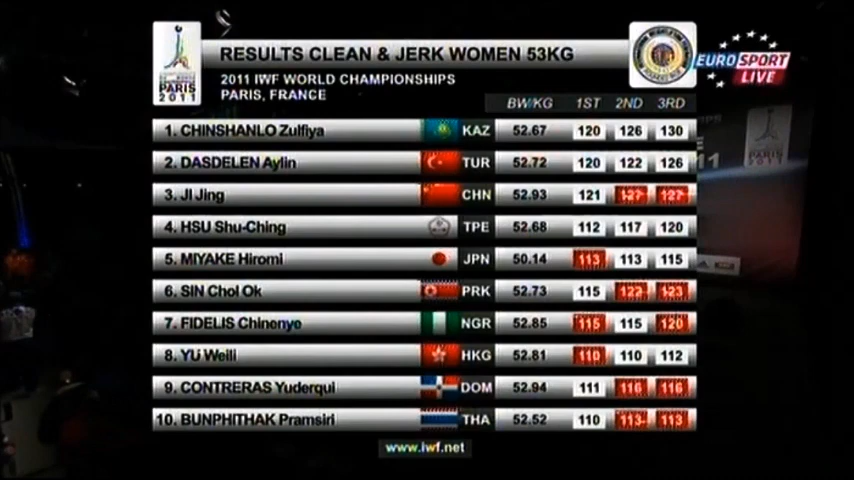 PARIS
2011
RESULTS CLEAN & JERK WOMEN 53KG
2011 IWF WORLD CHAMPIONSHIPS
PARIS, FRANCE
EUROSPORT
LIVE
BW/KG 1ST 2ND 3RD
1. CHINSHANLO Zulfiya KAZ 52.67 120 126 130
2. DASDELEN Aylin TUR 52.72 120 122 126
3. JI Jing CHN 52.93 121 127 127
4. HSU Shu-Ching TPE 52.68 112 117 120
5. MIYAKE Hiromi JPN 50.14 113 113 115
6. SIN Chol Ok PRK 52.73 115 122 123
7. FIDELIS Chinenye NGR 52.85 115 115 120
8. YU Weili HKG 52.81 110 110 112
9. CONTRERAS Yuderqui DOM 52.94 111 116 116
10. BUNPHITHAK Pramsiri THA 52.52 110 113 113
www.iwf.net